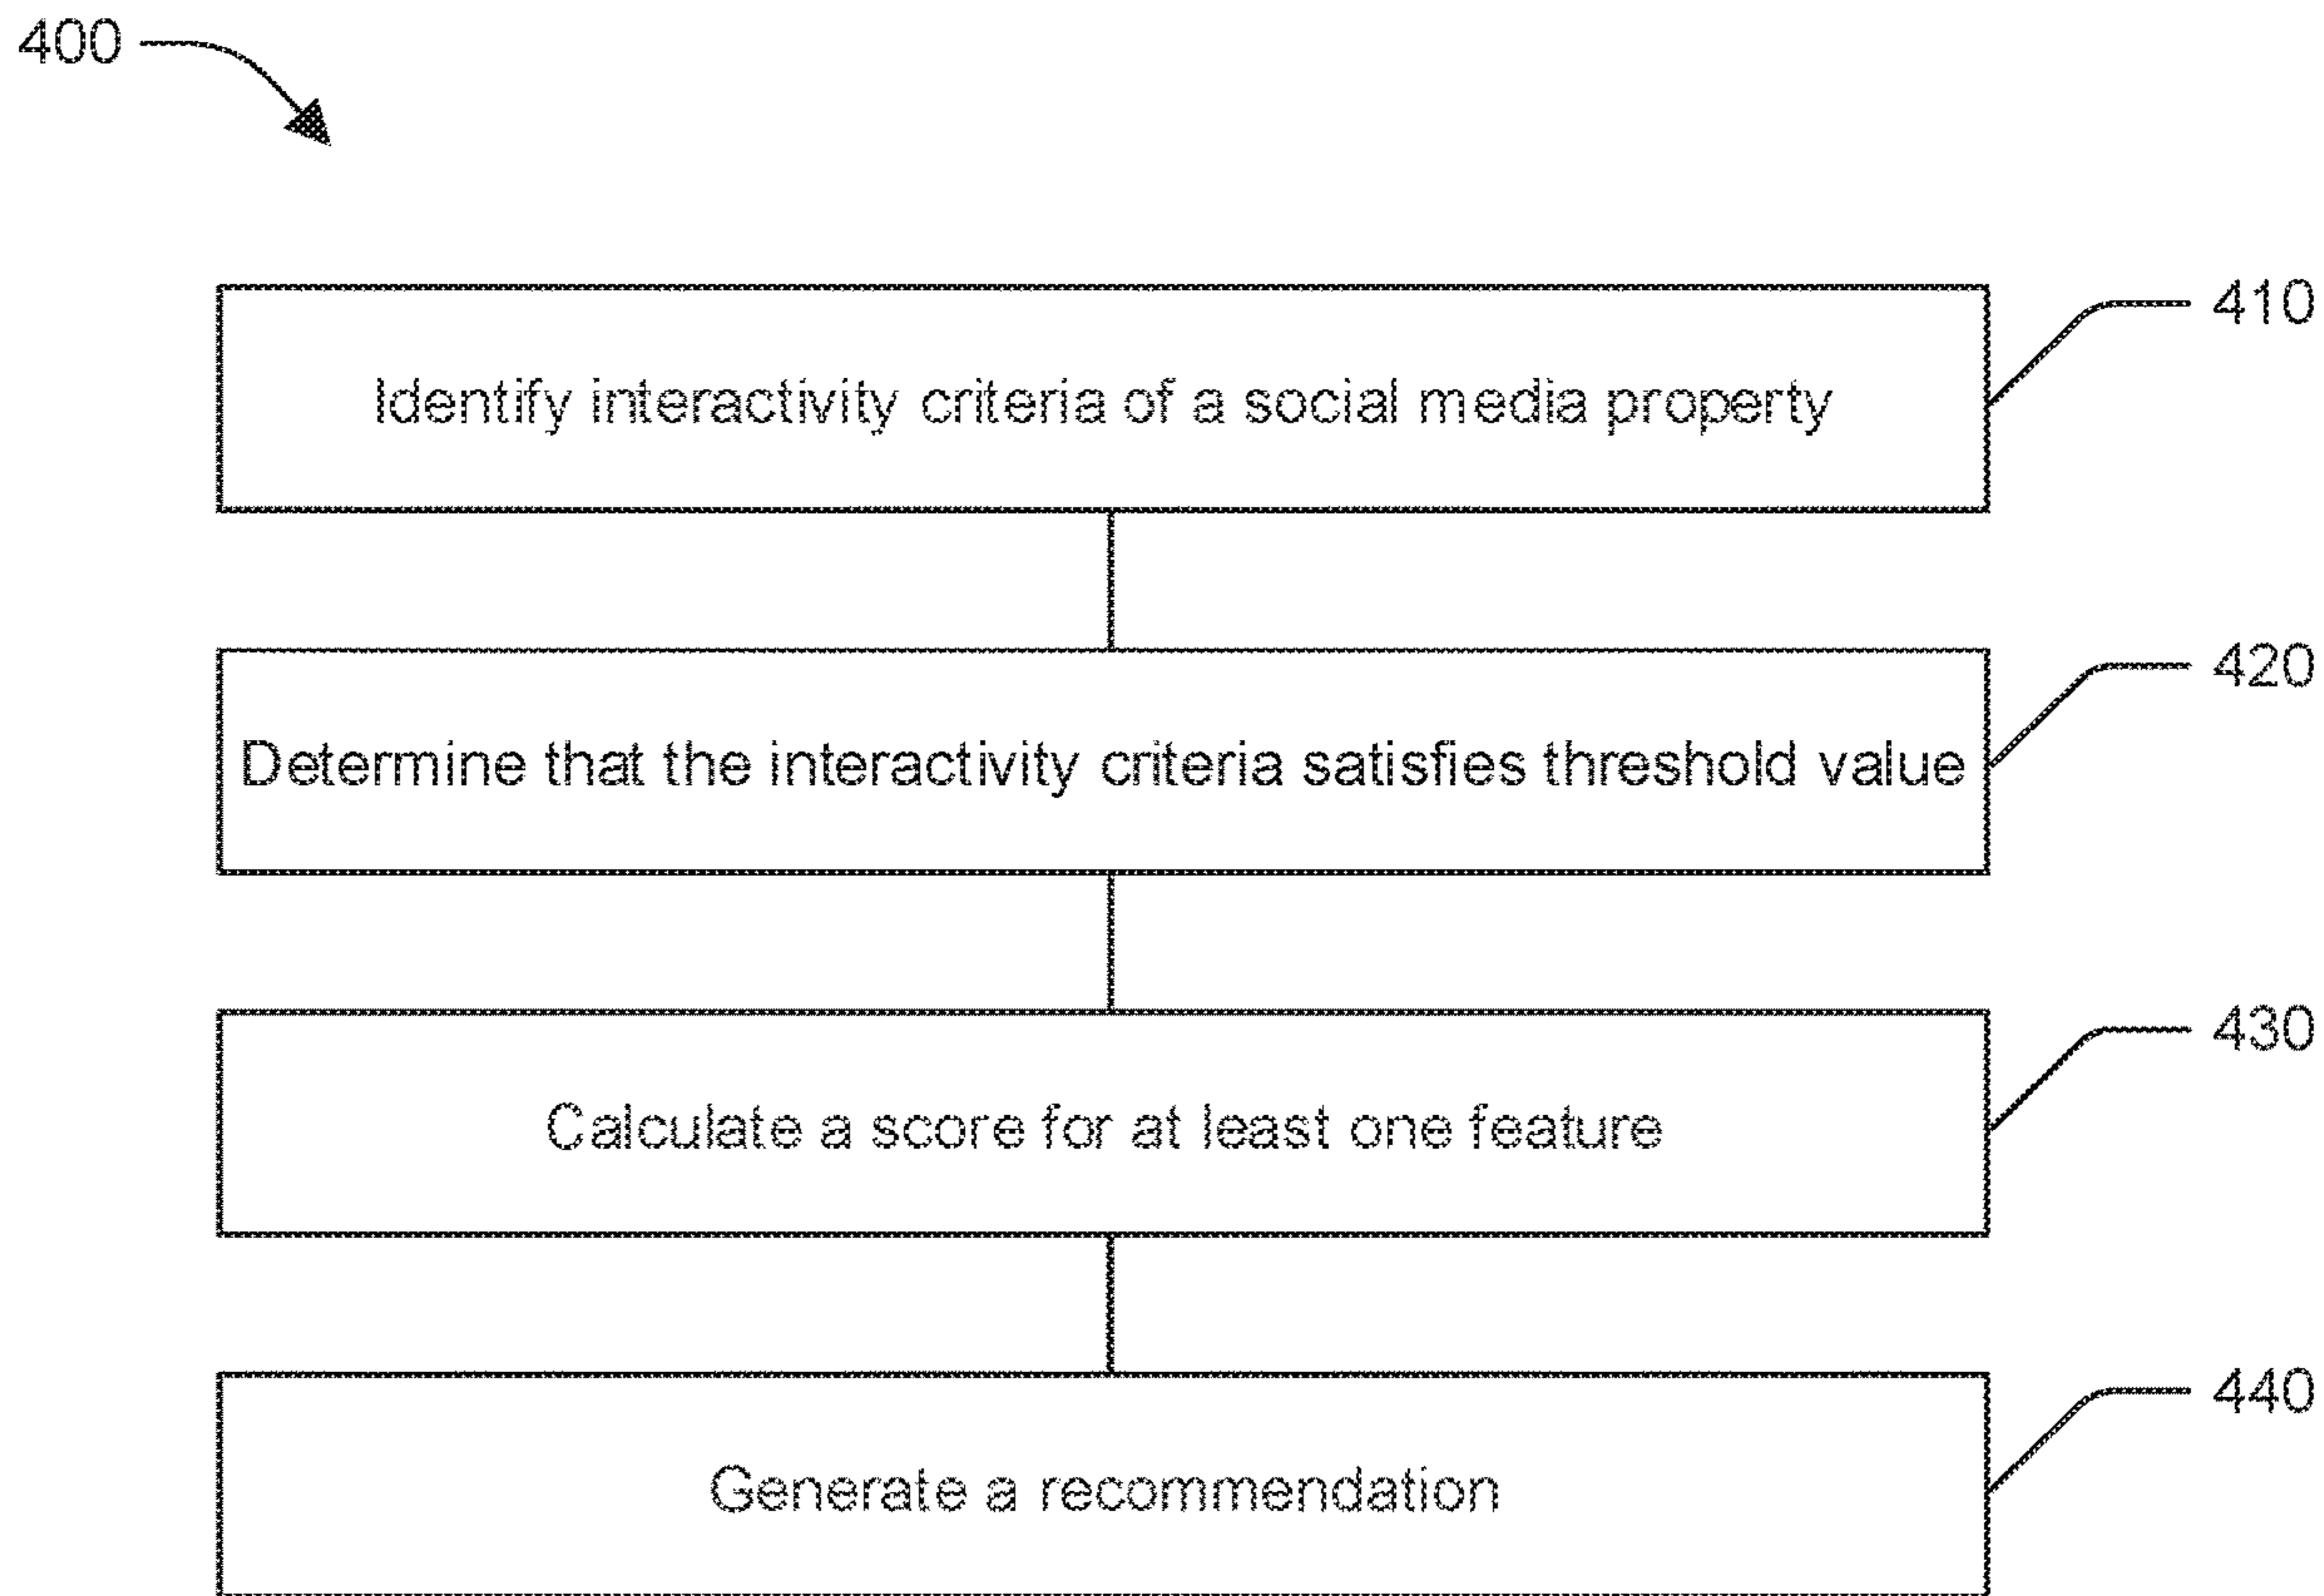 400
410
Identify interactivity criteria of a social media property
420
Determine that the interactivity criteria satisfies threshold value
430
Calculate a score for at least one feature
440
Generate a recommendation